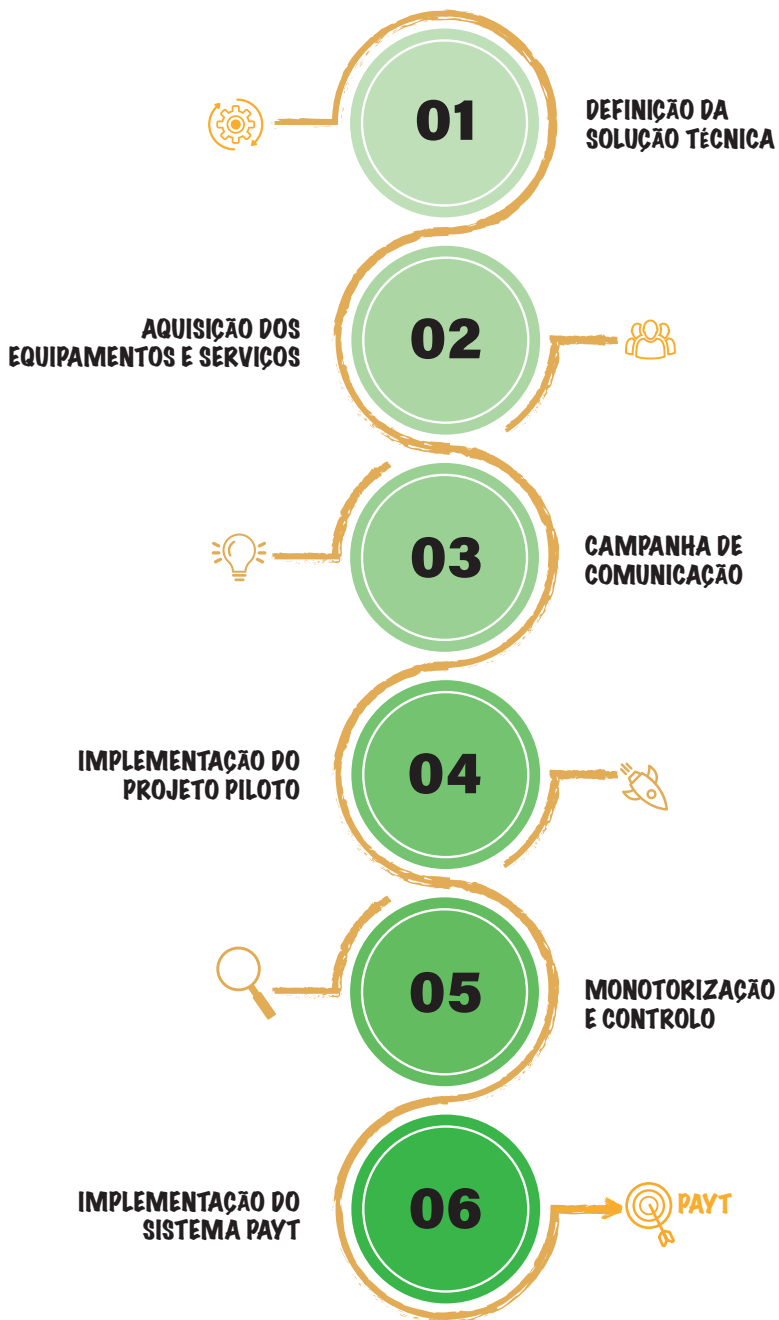 01
DEFINIÇÃO DA
SOLUÇÃO TÉCNICA
02
AQUISIÇÃO DOS
EQUIPAMENTOS E SERVIÇOS
03
CAMPANHA DE
COMUNICAÇÃO
04
IMPLEMENTAÇÃO DO
PROJETO PILOTO
05
MONOTORIZAÇÃO
E CONTROLO
06
IMPLEMENTAÇÃO DO
SISTEMA PAYT
PAYT